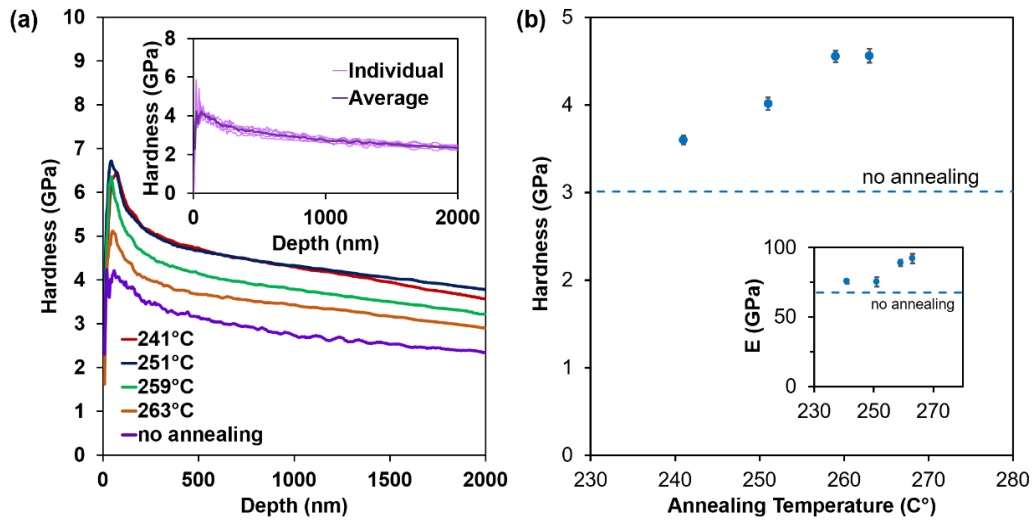 (a)
10
9
8
7
6
5
4
3
2
1
0
Hardness (GPa)
0
500
1000
1500
2000
Depth (nm)
241°C
251°C
259°C
263°C
no annealing
8
6
4
2
0
Hardness (GPa)
0
1000
2000
Depth (nm)
Individual
Average
(b)
5
4
3
2
1
0
Hardness (GPa)
230
240
250
260
270
280
Annealing Temperature (C°)
no annealing
100
50
0
E (GPa)
230
250
270
no annealing